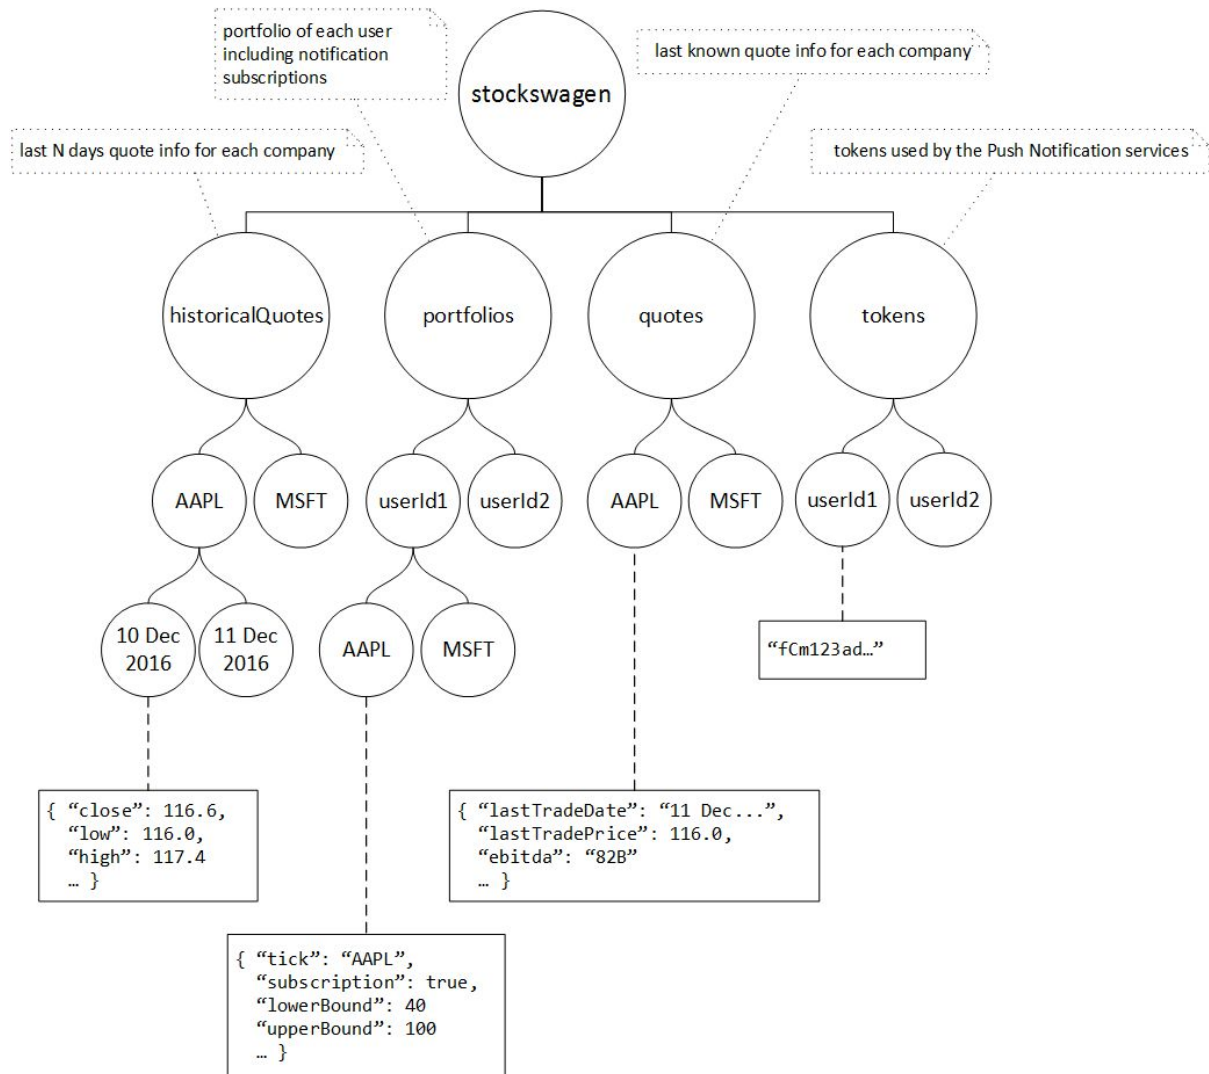 portfolio of each user
including notification
subscriptions
last known quote info for each company
stockswagen
last N days quote info for each company
tokens used by the Push Notification services
historicalQuotes
portfolios
quotes
tokens
AAPL
MSFT
userId1
userId2
AAPL
MSFT
userId1
userId2
10 Dec
2016
11 Dec
2016
AAPL
MSFT
“fCm123ad…”
{ “close”: 116.6,
“low”: 116.0,
“high”: 117.4
… }
{ “lastTradeDate”: “11 Dec...”,
“lastTradePrice”: 116.0,
“ebitda”: “82B”
… }
{ “tick”: “AAPL”,
“subscription”: true,
“lowerBound”: 40
“upperBound”: 100
… }